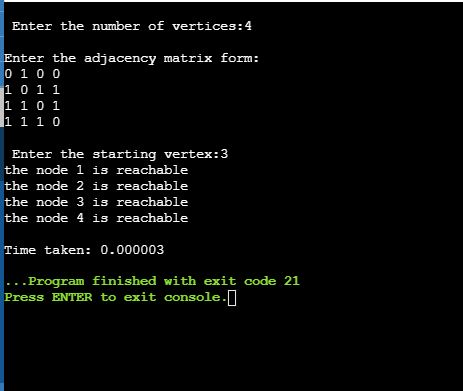 Enter the number of vertices:4
Enter the adjacency matrix form:
0 1 0 0
1 0 1 1
1 1 0 1
1 1 1 0
Enter the starting vertex:3
the node 1 is reachable
the node 2 is reachable
the node 3 is reachable
the node 4 is reachable
Time taken: 0.000003
...Program finished with exit code 21
Press ENTER to exit console.